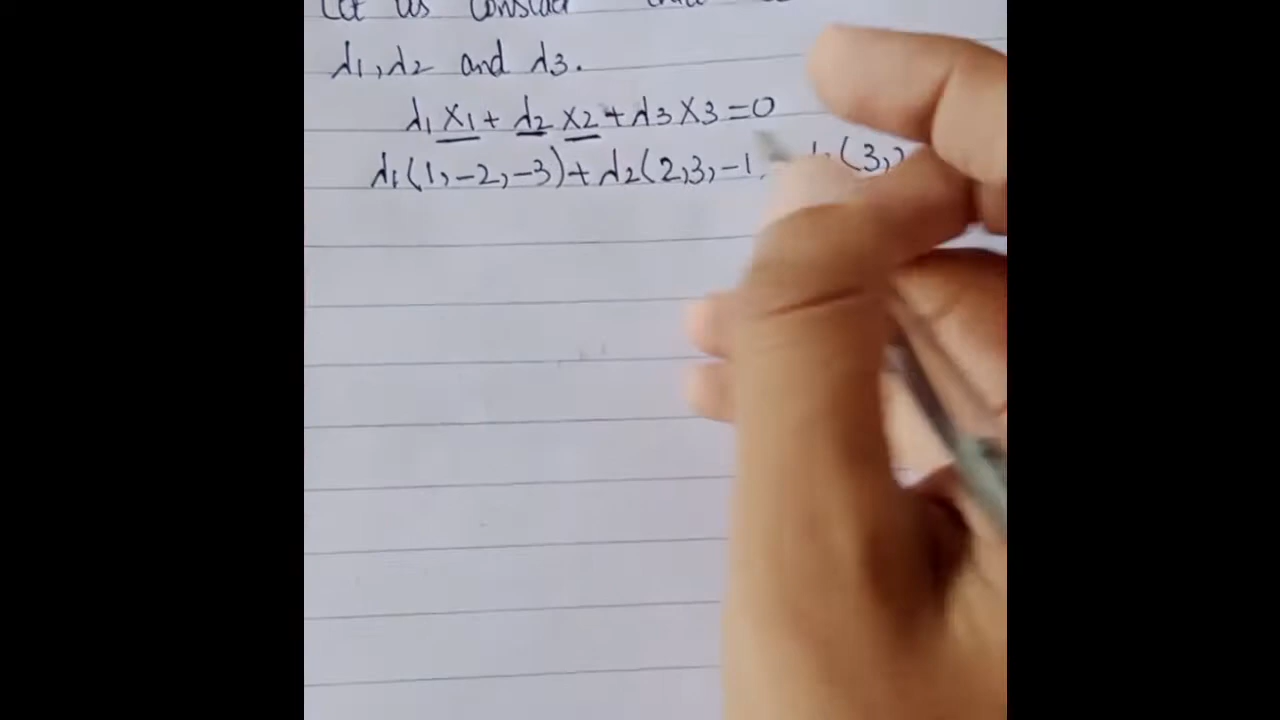 Let us consider
λ1, λ2 and λ3.
λ1 X1 + λ2 X2 + λ3 X3 = 0
λ1(1, -2, -3) + λ2(2, 3, -1, (3,